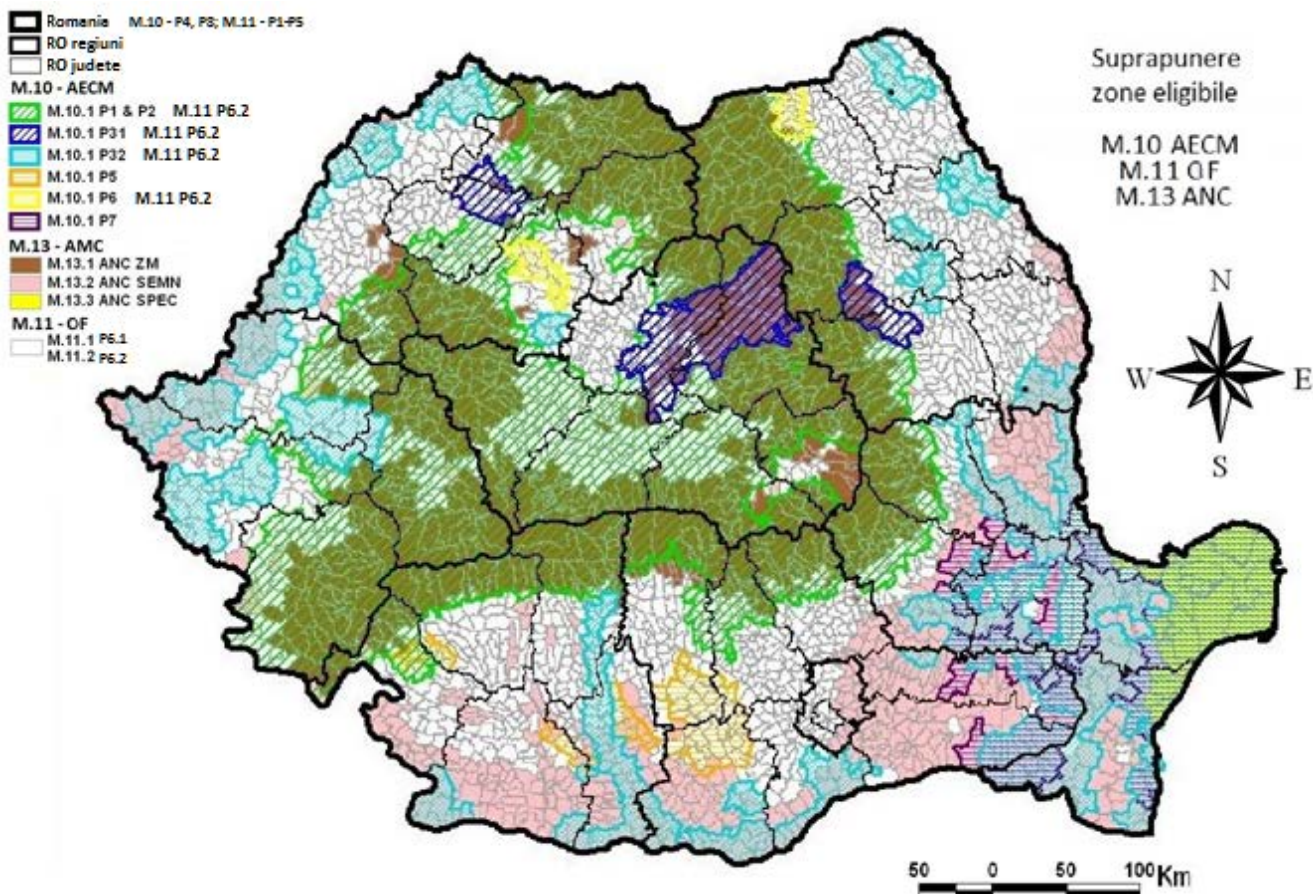 Romania M.10 - P4, P8; M.11 - P1-P5
RO regiuni
RO judete
M.10 - AECM
M.10.1 P1 & P2 M.11 P6.2
M.10.1 P31 M.11 P6.2
M.10.1 P32 M.11 P6.2
M.10.1 P5
M.10.1 P6 M.11 P6.2
M.10.1 P7
M.13 - AMC
M.13.1 ANC ZM
M.13.2 ANC SEMN
M.13.3 ANC SPEC
M.11 - OF
M.11.1 P6.1
M.11.2 P6.2
Suprapunere
zone eligibile
M.10 AECM
M.11 OF
M.13 ANC
N
W E
S
50 0 50 100 Km